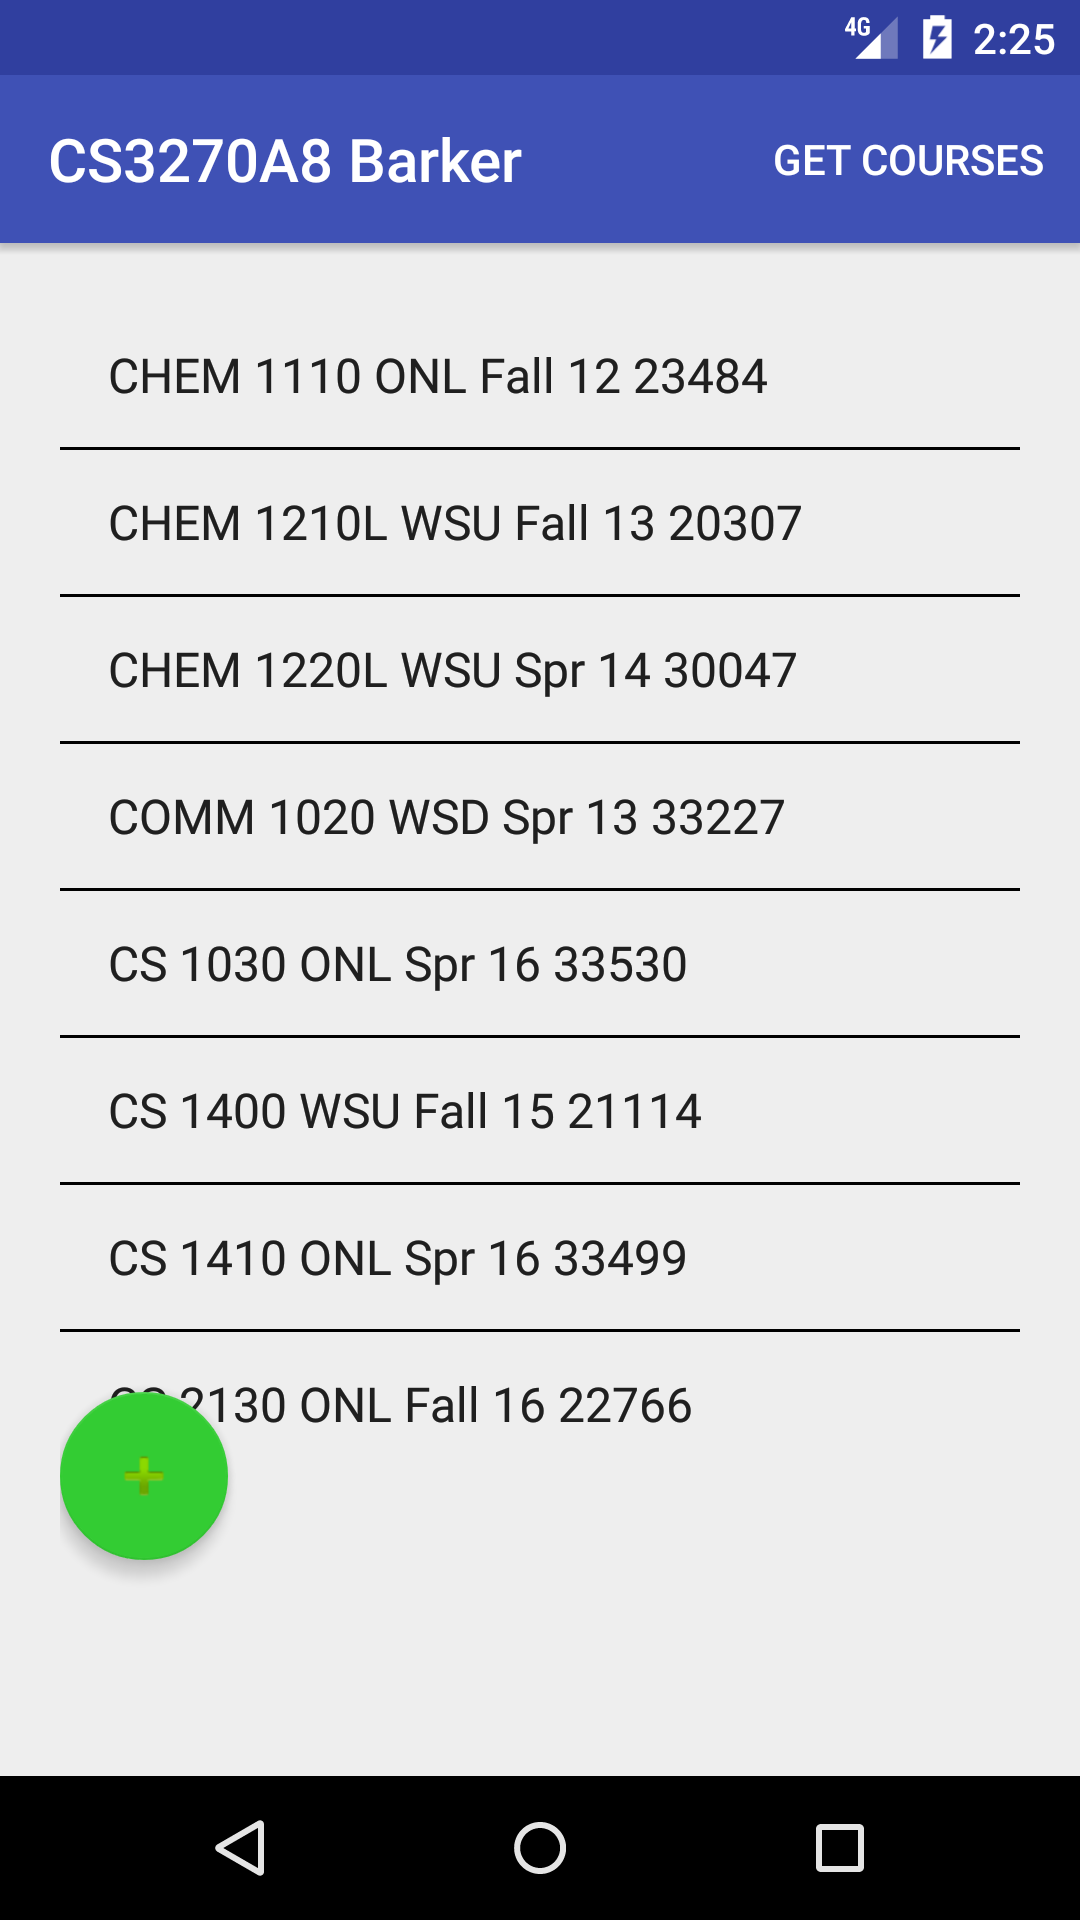 4G 2:25
CS3270A8 Barker GET COURSES
CHEM 1110 ONL Fall 12 23484
CHEM 1210L WSU Fall 13 20307
CHEM 1220L WSU Spr 14 30047
COMM 1020 WSD Spr 13 33227
CS 1030 ONL Spr 16 33530
CS 1400 WSU Fall 15 21114
CS 1410 ONL Spr 16 33499
CS 2130 ONL Fall 16 22766